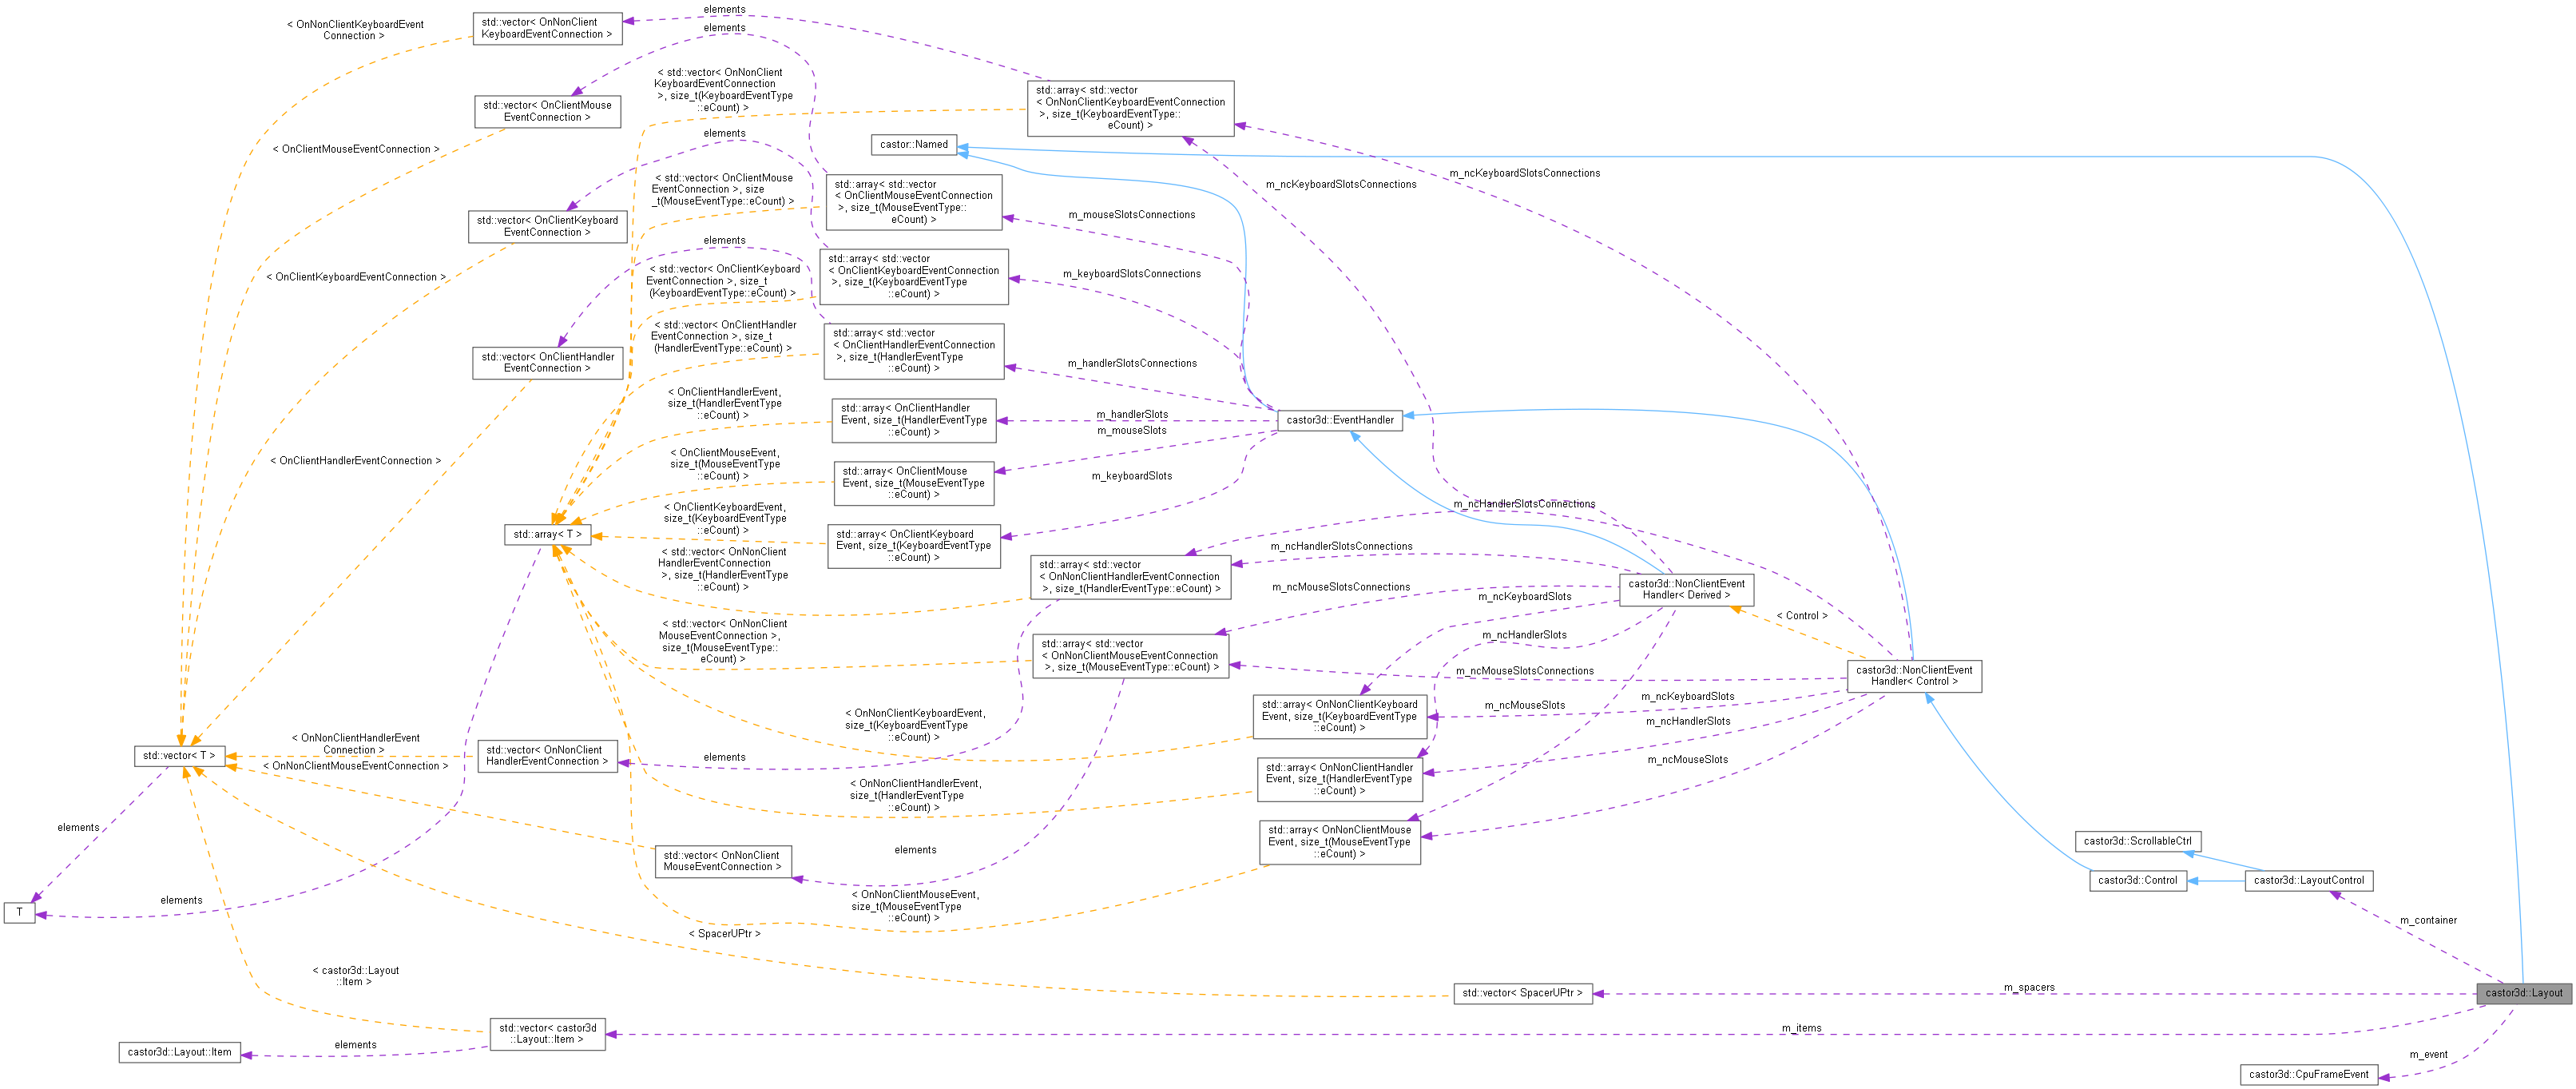 < OnNonClientKeyboardEvent
Connection >
std::vector< OnNonClient
KeyboardEventConnection >
elements
elements
std::vector< OnClientMouse
EventConnection >
< OnClientMouseEventConnection >
< std::vector< OnNonClient
KeyboardEventConnection
>, size_t(KeyboardEventType
::eCount) >
std::array< std::vector
< OnNonClientKeyboardEventConnection
>, size_t(KeyboardEventType::
eCount) >
elements
castor::Named
std::vector< OnClientKeyboard
EventConnection >
< OnClientKeyboardEventConnection >
< std::vector< OnClientMouse
EventConnection >, size
_t(MouseEventType::eCount) >
std::array< std::vector
< OnClientMouseEventConnection
>, size_t(MouseEventType::
eCount) >
m_mouseSlotsConnections
m_ncKeyboardSlotsConnections
m_ncKeyboardSlotsConnections
elements
< std::vector< OnClientKeyboard
EventConnection >, size_t
(KeyboardEventType::eCount) >
std::array< std::vector
< OnClientKeyboardEventConnection
>, size_t(KeyboardEventType
::eCount) >
m_keyboardSlotsConnections
std::vector< OnClientHandler
EventConnection >
< OnClientHandlerEventConnection >
< std::vector< OnClientHandler
EventConnection >, size_t
(HandlerEventType::eCount) >
std::array< std::vector
< OnClientHandlerEventConnection
>, size_t(HandlerEventType
::eCount) >
m_handlerSlotsConnections
< OnClientHandlerEvent,
size_t(HandlerEventType
::eCount) >
std::array< OnClientHandler
Event, size_t(HandlerEventType
::eCount) >
m_handlerSlots
m_mouseSlots
m_keyboardSlots
castor3d::EventHandler
< OnClientMouseEvent,
size_t(MouseEventType
::eCount) >
std::array< OnClientMouse
Event, size_t(MouseEventType
::eCount) >
std::array< T >
< OnClientKeyboardEvent,
size_t(KeyboardEventType
::eCount) >
std::array< OnClientKeyboard
Event, size_t(KeyboardEventType
::eCount) >
m_ncHandlerSlotsConnections
m_ncHandlerSlotsConnections
< std::vector< OnNonClient
HandlerEventConnection
>, size_t(HandlerEventType
::eCount) >
std::array< std::vector
< OnNonClientHandlerEventConnection
>, size_t(HandlerEventType::eCount) >
m_ncMouseSlotsConnections
m_ncKeyboardSlots
castor3d::NonClientEvent
Handler< Derived >
< Control >
< std::vector< OnNonClient
MouseEventConnection >,
size_t(MouseEventType::
eCount) >
std::array< std::vector
< OnNonClientMouseEventConnection
>, size_t(MouseEventType::eCount) >
m_ncHandlerSlots
m_ncMouseSlotsConnections
castor3d::NonClientEvent
Handler< Control >
< OnNonClientKeyboardEvent,
size_t(KeyboardEventType
::eCount) >
std::array< OnNonClientKeyboard
Event, size_t(KeyboardEventType
::eCount) >
m_ncMouseSlots
m_ncKeyboardSlots
m_ncHandlerSlots
m_ncMouseSlots
std::vector< T >
< OnNonClientHandlerEvent
Connection >
< OnNonClientMouseEventConnection >
std::vector< OnNonClient
HandlerEventConnection >
elements
< OnNonClientHandlerEvent,
size_t(HandlerEventType
::eCount) >
std::array< OnNonClientHandler
Event, size_t(HandlerEventType
::eCount) >
elements
std::vector< OnNonClient
MouseEventConnection >
elements
std::array< OnNonClientMouse
Event, size_t(MouseEventType
::eCount) >
castor3d::ScrollableCtrl
castor3d::Control
castor3d::LayoutControl
T
elements
< OnNonClientMouseEvent,
size_t(MouseEventType
::eCount) >
< SpacerUPtr >
m_container
< castor3d::Layout
::Item >
std::vector< SpacerUPtr >
m_spacers
castor3d::Layout
castor3d::Layout::Item
elements
std::vector< castor3d
::Layout::Item >
m_items
m_event
castor3d::CpuFrameEvent